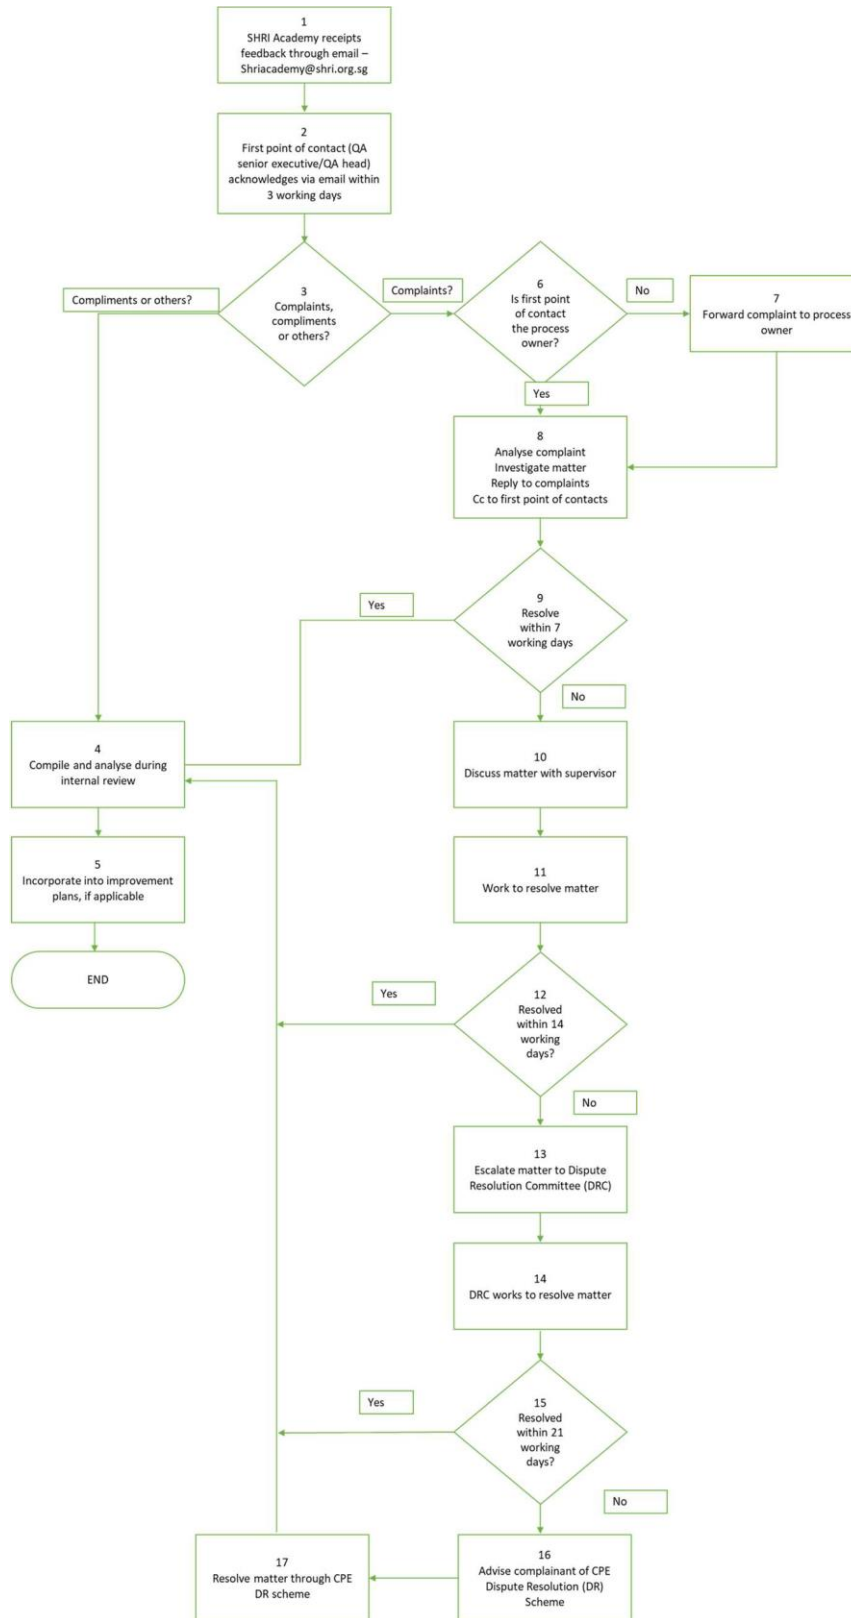 1
SHRI Academy receipts
feedback through email –
Shriacademy@shri.org.sg
2
First point of contact (QA
senior executive/QA head)
acknowledges via email within
3 working days
Compliments or others?
3
Complaints,
compliments
or others?
Complaints?
6
Is first point
of contact
the process
owner?
No
7
Forward complaint to process
owner
Yes
8
Analyse complaint
Investigate matter
Reply to complaints
Cc to first point of contacts
9
Resolve
within 7
working days
Yes
No
4
Compile and analyse during
internal review
10
Discuss matter with supervisor
5
Incorporate into improvement
plans, if applicable
11
Work to resolve matter
END
Yes
12
Resolved
within 14
working
days?
No
13
Escalate matter to Dispute
Resolution Committee (DRC)
14
DRC works to resolve matter
Yes
15
Resolved
within 21
working
days?
No
17
Resolve matter through CPE
DR scheme
16
Advise complainant of CPE
Dispute Resolution (DR)
Scheme